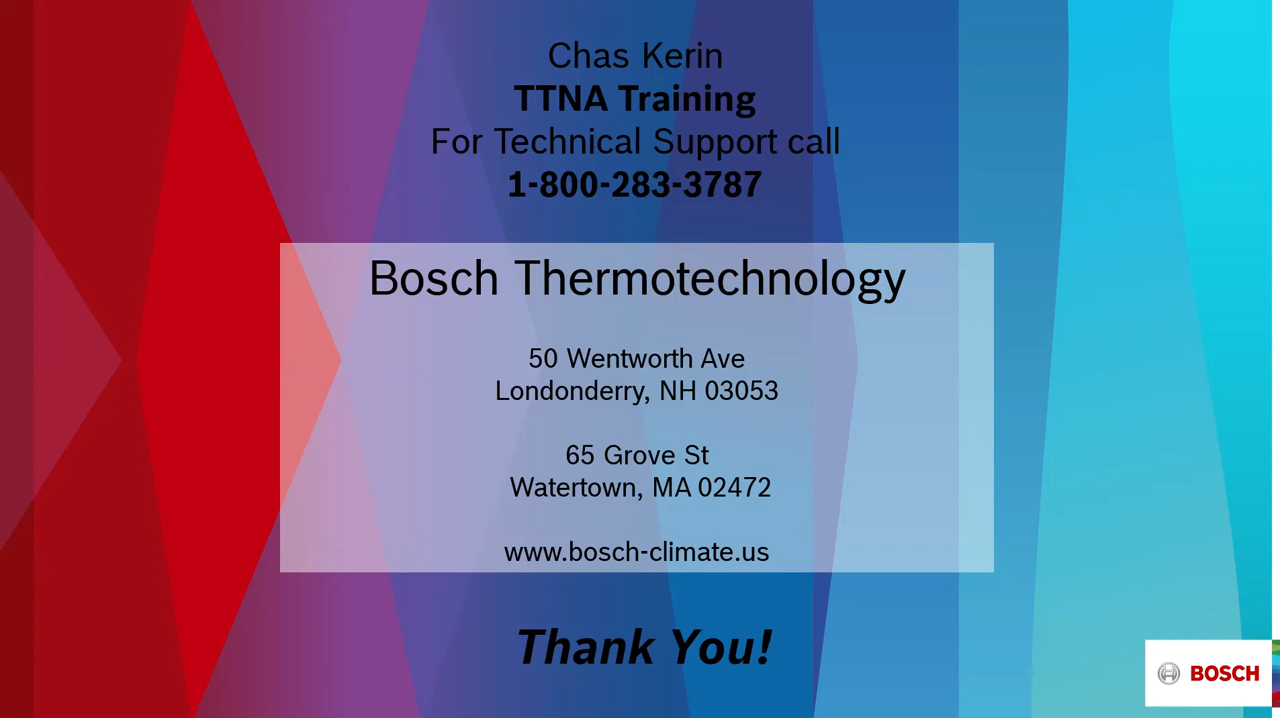 Chas Kerin
TTNA Training
For Technical Support call
1-800-283-3787
Bosch Thermotechnology
50 Wentworth Ave
Londonderry, NH 03053
65 Grove St
Watertown, MA 02472
www.bosch-climate.us
Thank You!
BOSCH